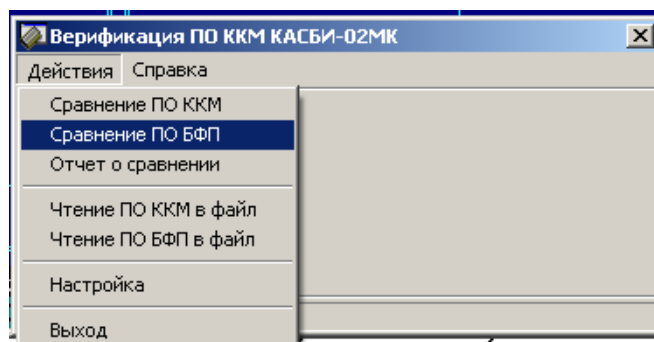 Верификация ПО ККМ КАСБИ-02МК
Действия Справка
Сравнение ПО ККМ
Сравнение ПО БФП
Отчет о сравнении
Чтение ПО ККМ в файл
Чтение ПО БФП в файл
Настройка
Выход